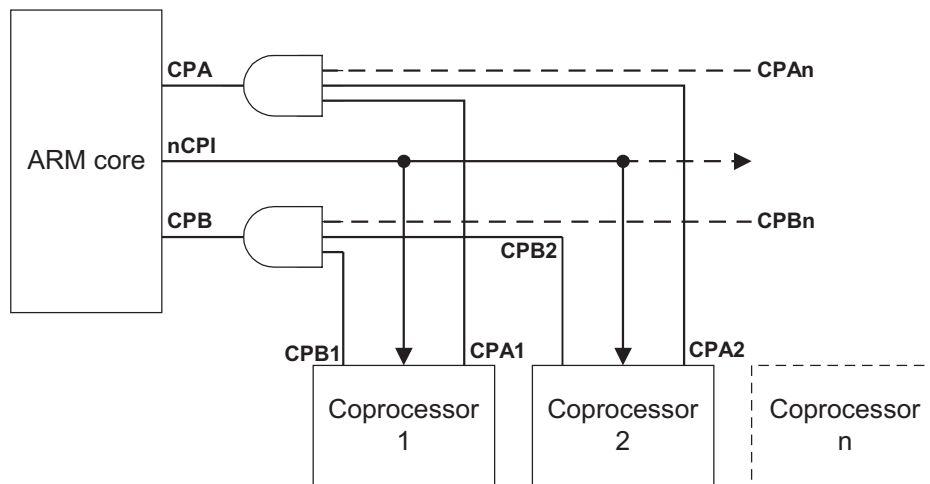 CPA
CPAn
ARM core
nCPI
CPB
CPBn
CPB2
CPB1
CPA1
CPA2
Coprocessor
1
Coprocessor
2
Coprocessor
n